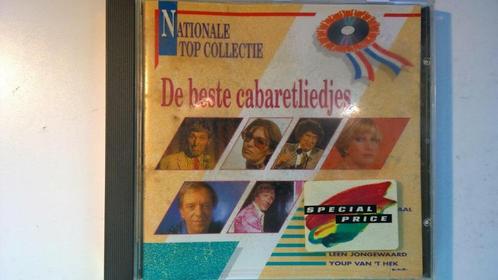 NATIONALE
TOP COLLECTIE
De beste cabaretliedjes
SPECIAL
PRICE
LEEN JONGEWAARD
YOUP VAN 'T HEK